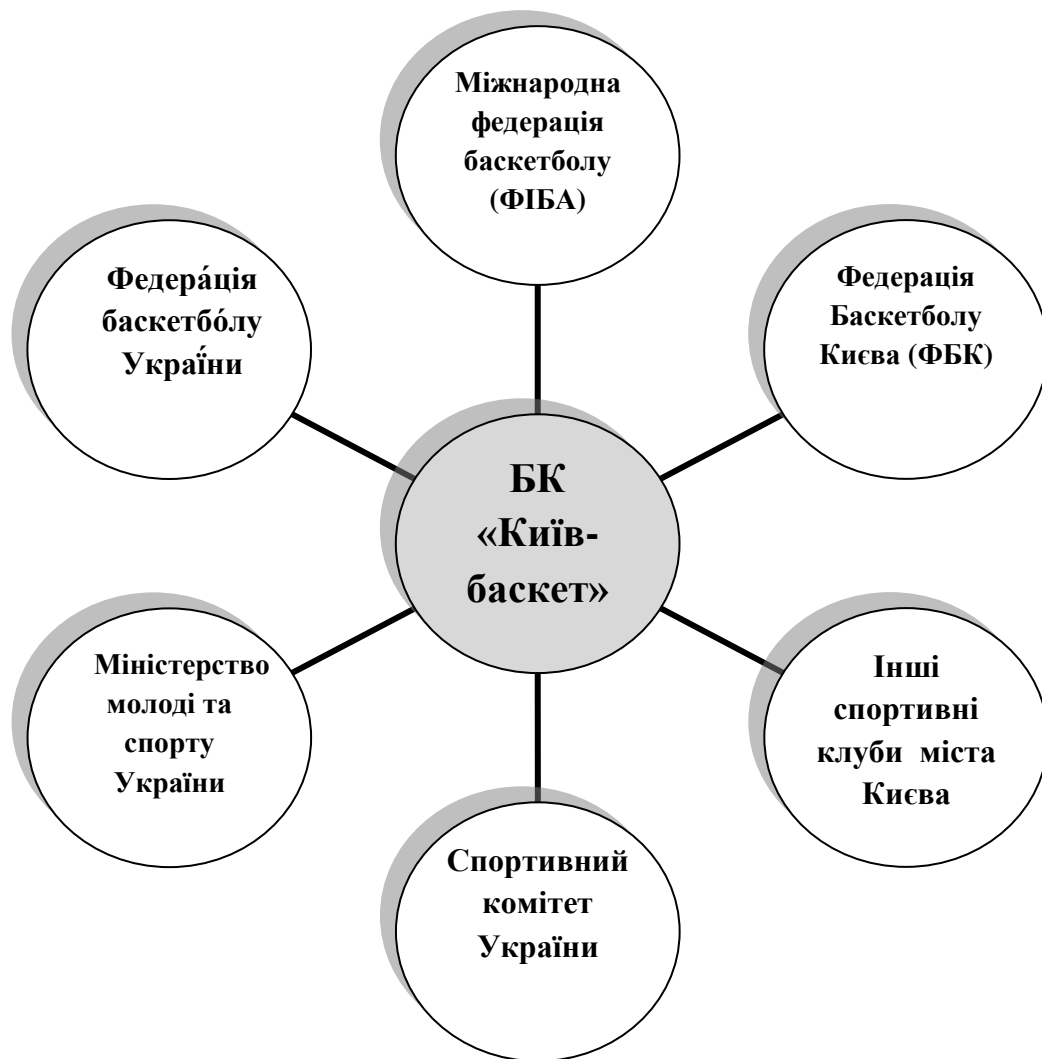 Міжнародна
федерація
баскетболу
(ФІБА)
Федера́ція
баскетбо́лу
Украї́ни
Федерація
Баскетболу
Києва (ФБК)
БК
«Київ-
баскет»
Міністерство
молоді та
спорту
України
Інші
спортивні
клуби міста
Києва
Спортивний
комітет
України